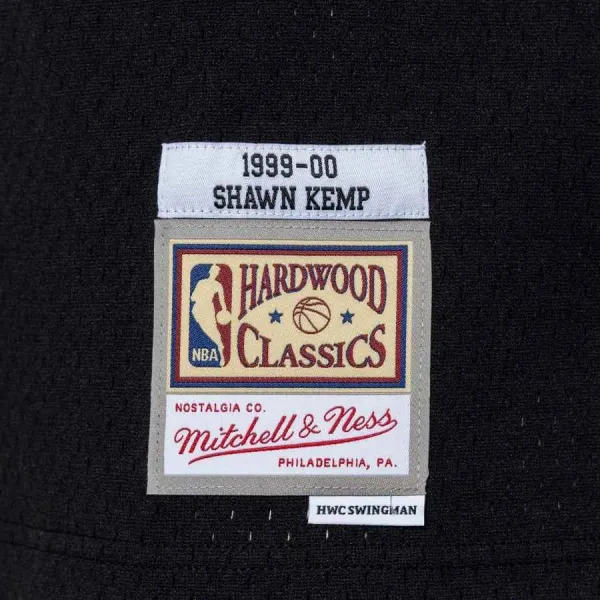 1999-00
SHAWN KEMP
HARDWOOD
CLASSICS
NBA
NOSTALGIA CO.
Mitchell & Ness
PHILADELPHIA, PA.
HWC SWINGMAN